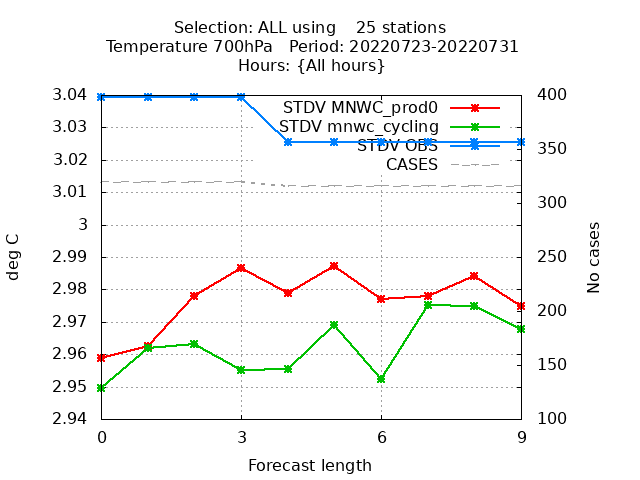 Selection: ALL using 25 stations
Temperature 700hPa Period: 20220723-20220731
Hours: {All hours}
3.04
3.03
3.02
3.01
3
2.99
2.98
2.97
2.96
2.95
2.94
deg C
STDV MNWC_prod0
STDV mnwc_cycling
STDV OBS
CASES
400
350
300
250
200
150
100
No cases
0 3 6 9
Forecast length